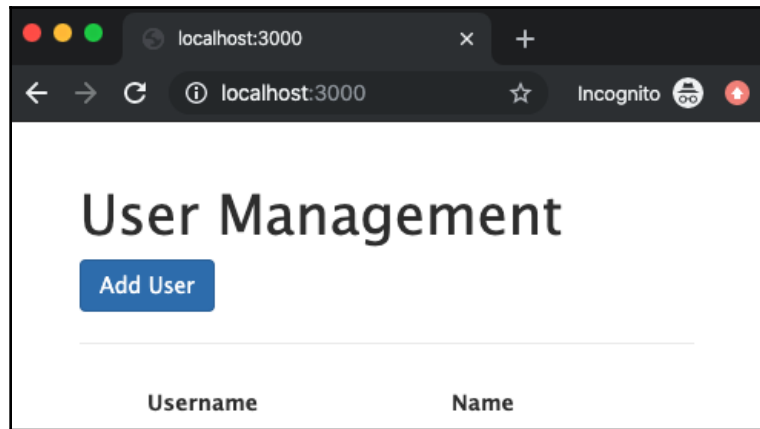 localhost:3000
localhost:3000 Incognito
User Management
Add User
Username Name